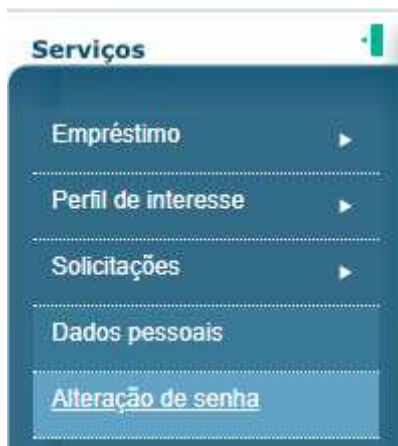 Serviços
Empréstimo
Perfil de interesse
Solicitações
Dados pessoais
Alteração de senha